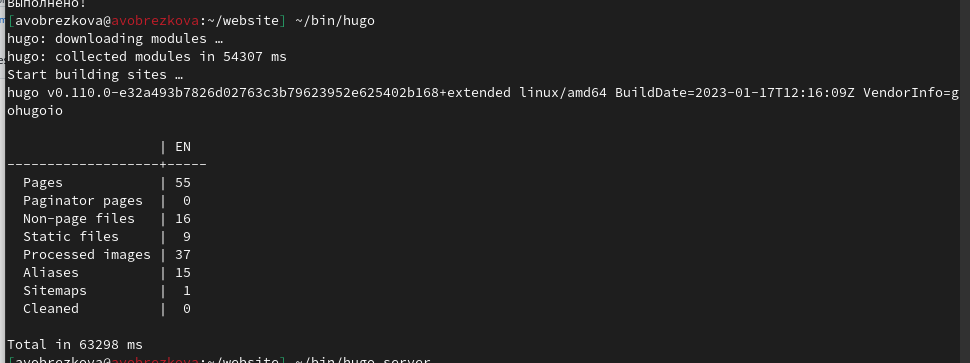 Выполнено!
[avobrezkova@avobrezkova:~/website] ~/bin/hugo
hugo: downloading modules …
hugo: collected modules in 54307 ms
Start building sites …
hugo v0.110.0-e32a493b7826d02763c3b79623952e625402b168+extended linux/amd64 BuildDate=2023-01-17T12:16:09Z VendorInfo=g
ohugoio
| EN
-------------------+-----
Pages | 55
Paginator pages | 0
Non-page files | 16
Static files | 9
Processed images | 37
Aliases | 15
Sitemaps | 1
Cleaned | 0
Total in 63298 ms
[avobrezkova@avobrezkova:~/website] ~/bin/hugo server